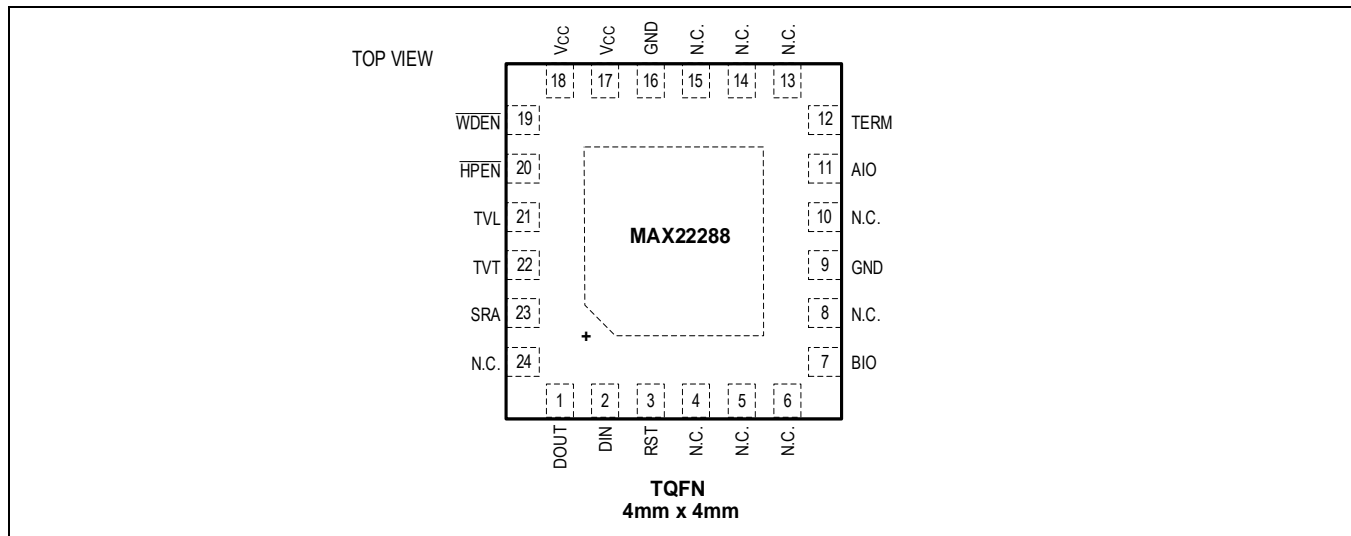 TOP VIEW
VCC
VCC
GND
N.C.
N.C.
N.C.
18
17
16
15
14
13
WDEN 19
12 TERM
HPEN 20
11 AIO
TVL 21
10 N.C.
MAX22288
TVT 22
9 GND
SRA 23
8 N.C.
+
N.C. 24
7 BIO
1
2
3
4
5
6
DOUT
DIN
RST
N.C.
N.C.
N.C.
TQFN
4mm x 4mm